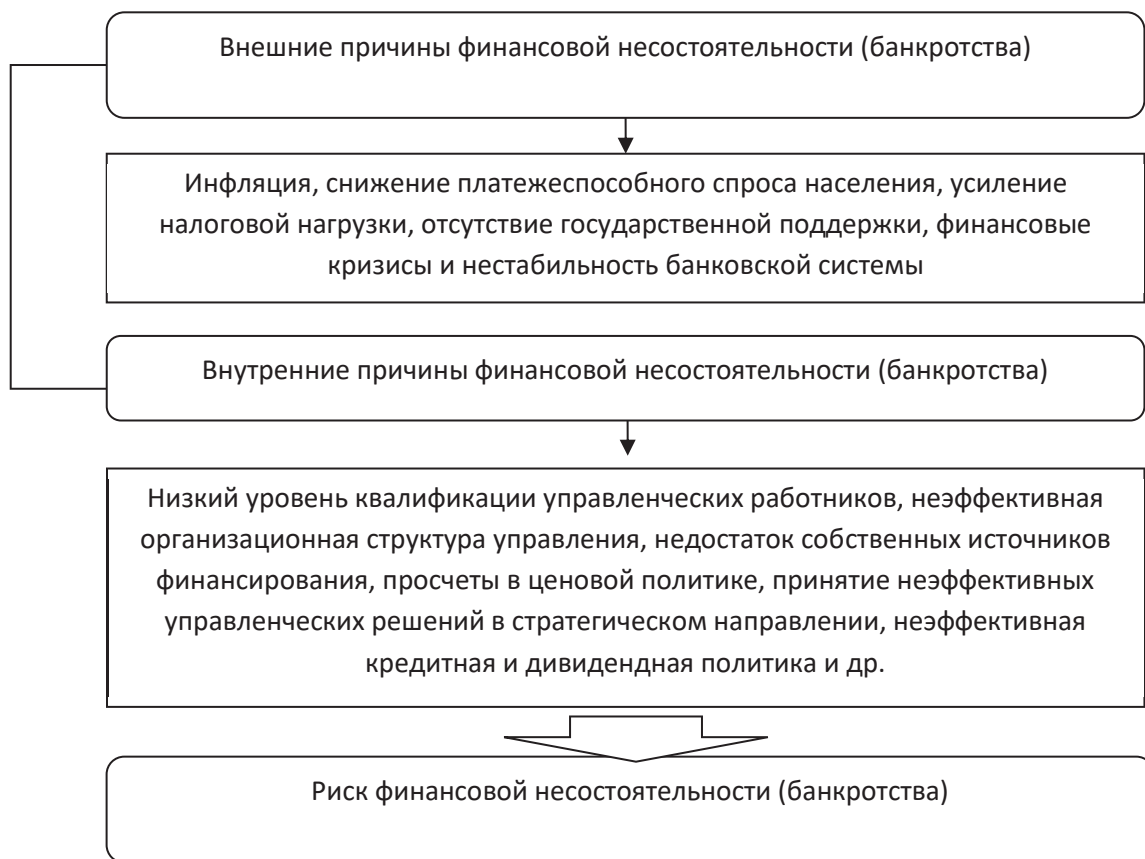 Внешние причины финансовой несостоятельности (банкротства)
Инфляция, снижение платежеспособного спроса населения, усиление
налоговой нагрузки, отсутствие государственной поддержки, финансовые
кризисы и нестабильность банковской системы
Внутренние причины финансовой несостоятельности (банкротства)
Низкий уровень квалификации управленческих работников, неэффективная
организационная структура управления, недостаток собственных источников
финансирования, просчеты в ценовой политике, принятие неэффективных
управленческих решений в стратегическом направлении, неэффективная
кредитная и дивидендная политика и др.
Риск финансовой несостоятельности (банкротства)